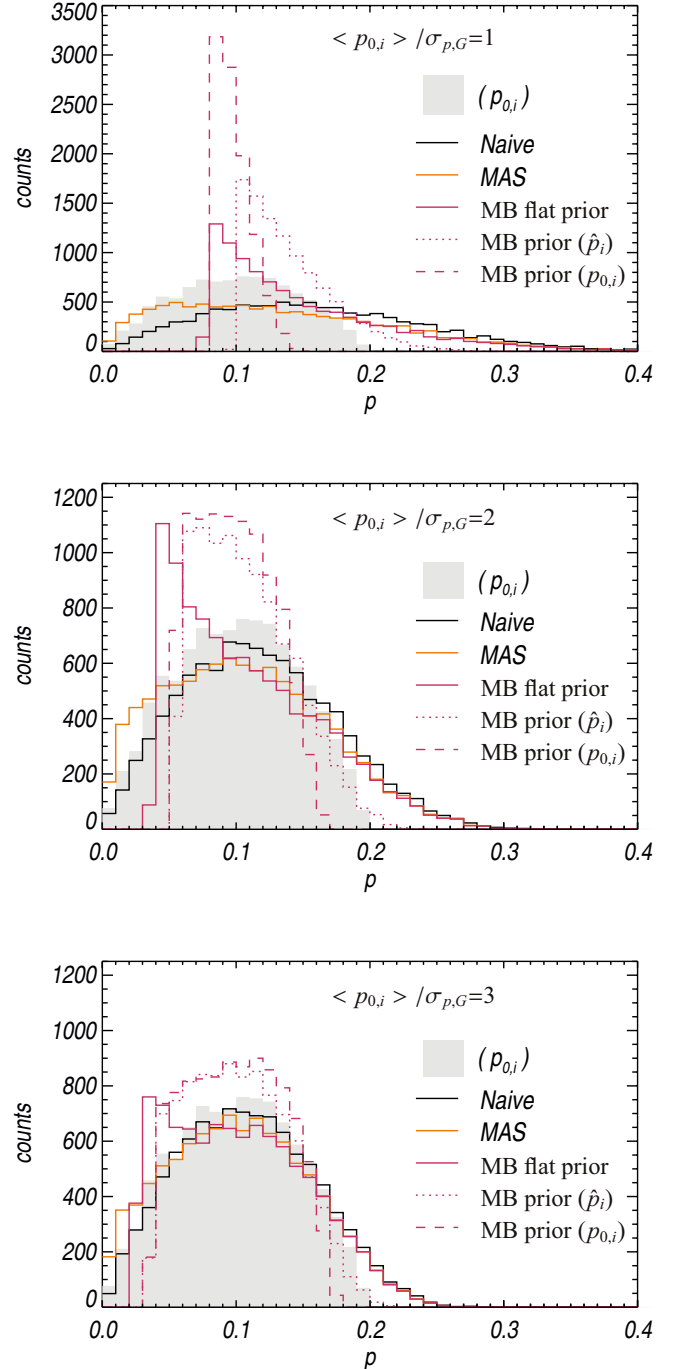 3500
3000
2500
2000
1500
1000
500
0
counts
< p0,i > /σp,G=1
(p0,i)
Naive
MAS
MB flat prior
MB prior (p̂i)
MB prior (p0,i)
0.0 0.1 0.2 0.3 0.4
p
1200
1000
800
600
400
200
0
counts
< p0,i > /σp,G=2
(p0,i)
Naive
MAS
MB flat prior
MB prior (p̂i)
MB prior (p0,i)
0.0 0.1 0.2 0.3 0.4
p
1200
1000
800
600
400
200
0
counts
< p0,i > /σp,G=3
(p0,i)
Naive
MAS
MB flat prior
MB prior (p̂i)
MB prior (p0,i)
0.0 0.1 0.2 0.3 0.4
p